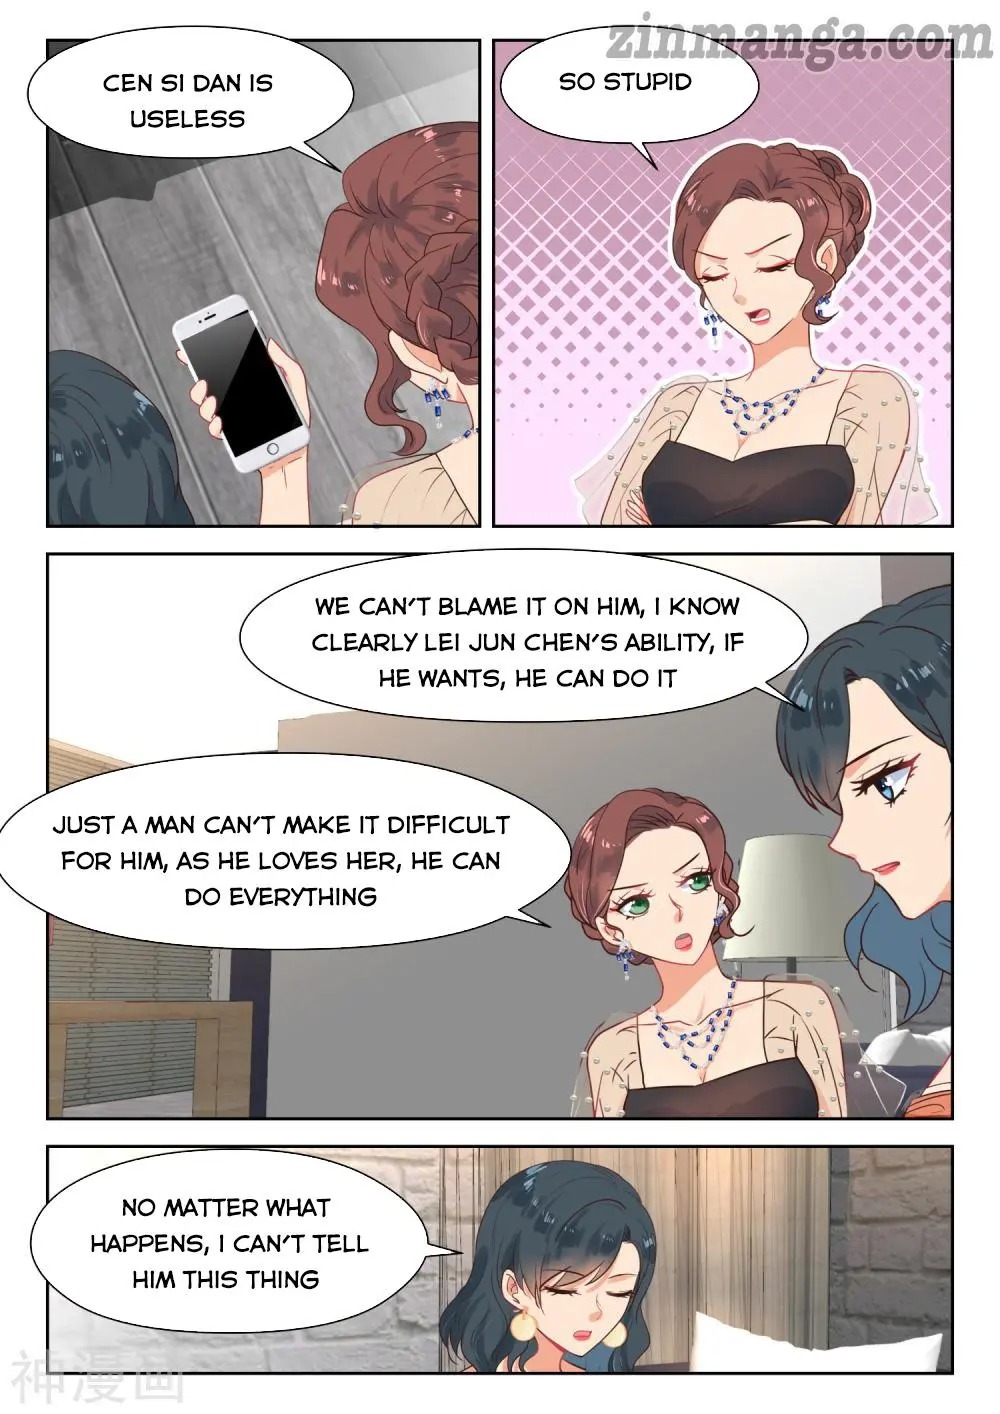 zinmanga.com
CEN SI DAN IS
USELESS
SO STUPID
WE CAN'T BLAME IT ON HIM, I KNOW
CLEARLY LEI JUN CHEN'S ABILITY, IF
HE WANTS, HE CAN DO IT
JUST A MAN CAN'T MAKE IT DIFFICULT
FOR HIM, AS HE LOVES HER, HE CAN
DO EVERYTHING
NO MATTER WHAT
HAPPENS, I CAN'T TELL
HIM THIS THING
神漫画